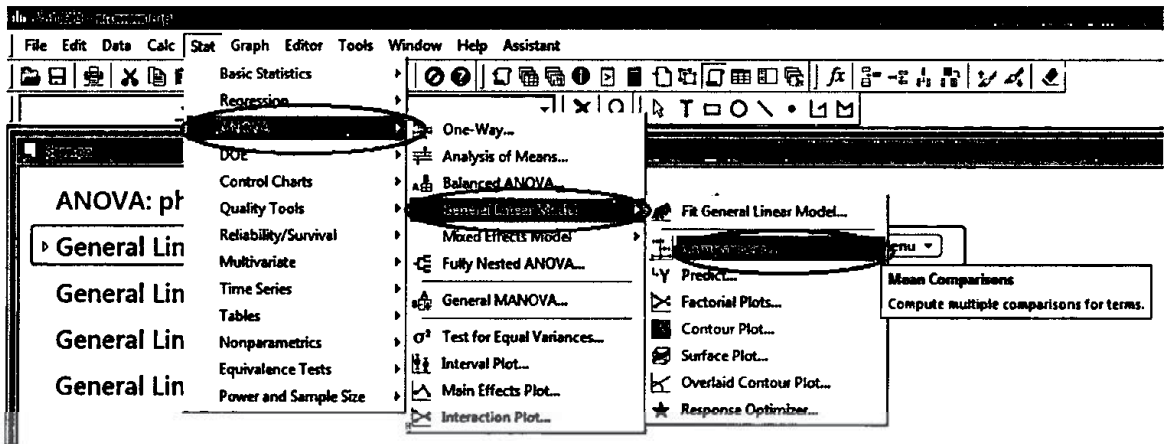 File Edit Data Calc Stat Graph Editor Tools Window Help Assistant
Basic Statistics
Regression
ANOVA
DOE
Control Charts
Quality Tools
Reliability/Survival
Multivariate
Time Series
Tables
Nonparametrics
Equivalence Tests
Power and Sample Size
One-Way...
Analysis of Means...
Balanced ANOVA...
General Linear Model
Mixed Effects Model
Fully Nested ANOVA...
General MANOVA...
Test for Equal Variances...
Interval Plot...
Main Effects Plot...
Interaction Plot...
Fit General Linear Model...
Comparisons...
Predict...
Factorial Plots...
Contour Plot...
Surface Plot...
Overlaid Contour Plot...
Response Optimizer...
enu
Mean Comparisons
Compute multiple comparisons for terms.
ANOVA: ph
General Lin
General Lin
General Lin
General Lin